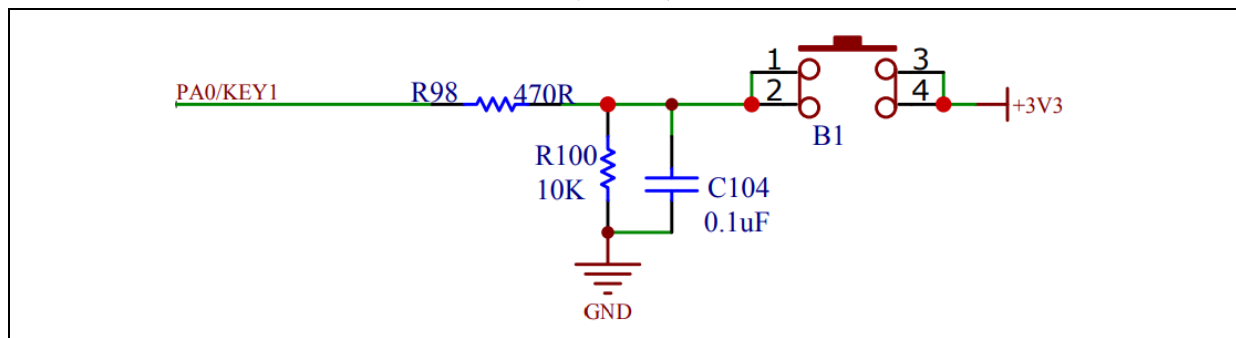 PA0/KEY1
R98
470R
1
2
3
4
B1
+3V3
R100
10K
C104
0.1uF
GND